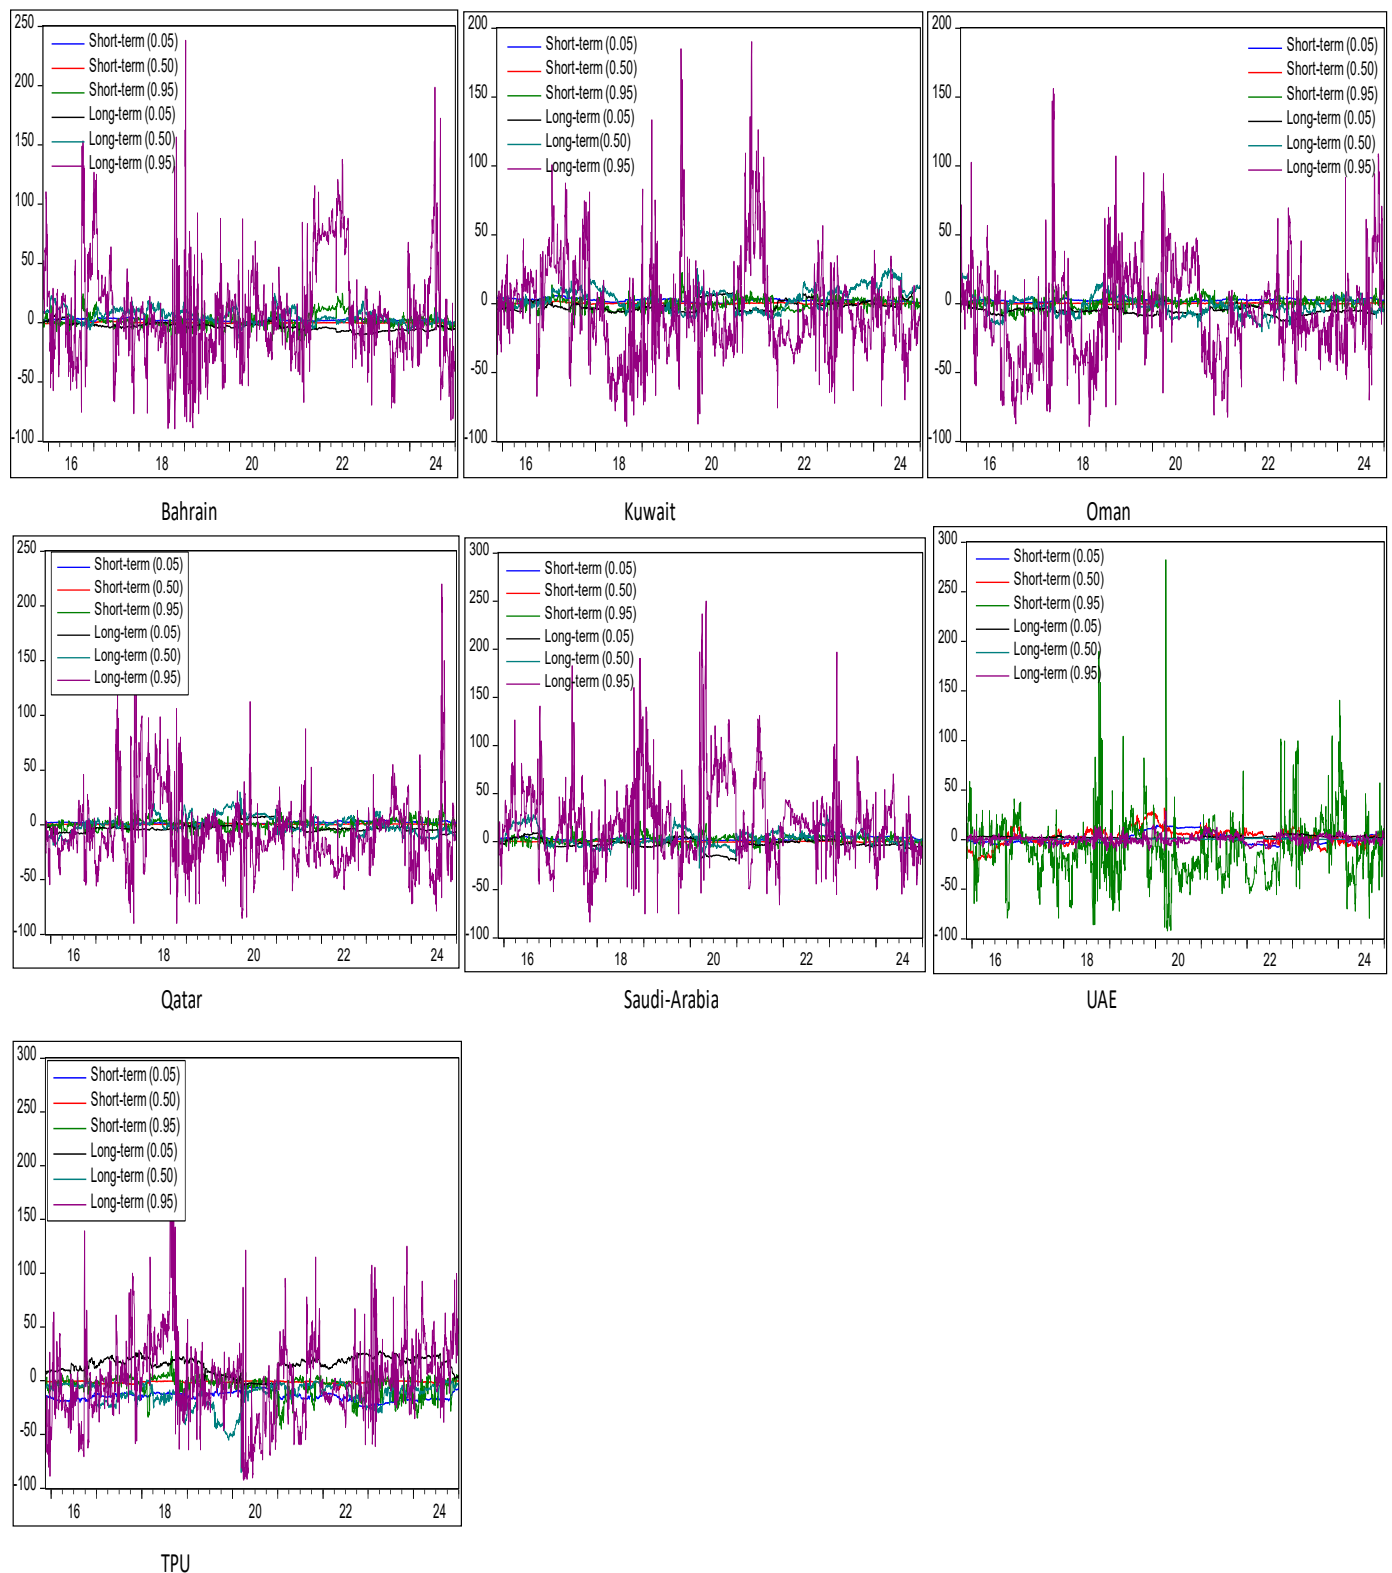 250
200
150
100
50
0
-50
-100
Short-term (0.05)
Short-term (0.50)
Short-term (0.95)
Long-term (0.05)
Long-term (0.50)
Long-term (0.95)
16 18 20 22 24
Bahrain
200
150
100
50
0
-50
-100
Short-term (0.05)
Short-term (0.50)
Short-term (0.95)
Long-term (0.05)
Long-term(0.50)
Long-term (0.95)
16 18 20 22 24
Kuwait
200
150
100
50
0
-50
-100
Short-term (0.05)
Short-term (0.50)
Short-term (0.95)
Long-term (0.05)
Long-term (0.50)
Long-term (0.95)
16 18 20 22 24
Oman
250
200
150
100
50
0
-50
-100
Short-term (0.05)
Short-term (0.50)
Short-term (0.95)
Long-term (0.05)
Long-term (0.50)
Long-term (0.95)
16 18 20 22 24
Qatar
300
250
200
150
100
50
0
-50
-100
Short-term (0.05)
Short-term (0.50)
Short-term (0.95)
Long-term (0.05)
Long-term (0.50)
Long-term (0.95)
16 18 20 22 24
Saudi-Arabia
300
250
200
150
100
50
0
-50
-100
Short-term (0.05)
Short-term (0.50)
Short-term (0.95)
Long-term (0.05)
Long-term (0.50)
Long-term (0.95)
16 18 20 22 24
UAE
300
250
200
150
100
50
0
-50
-100
Short-term (0.05)
Short-term (0.50)
Short-term (0.95)
Long-term (0.05)
Long-term (0.50)
Long-term (0.95)
16 18 20 22 24
TPU